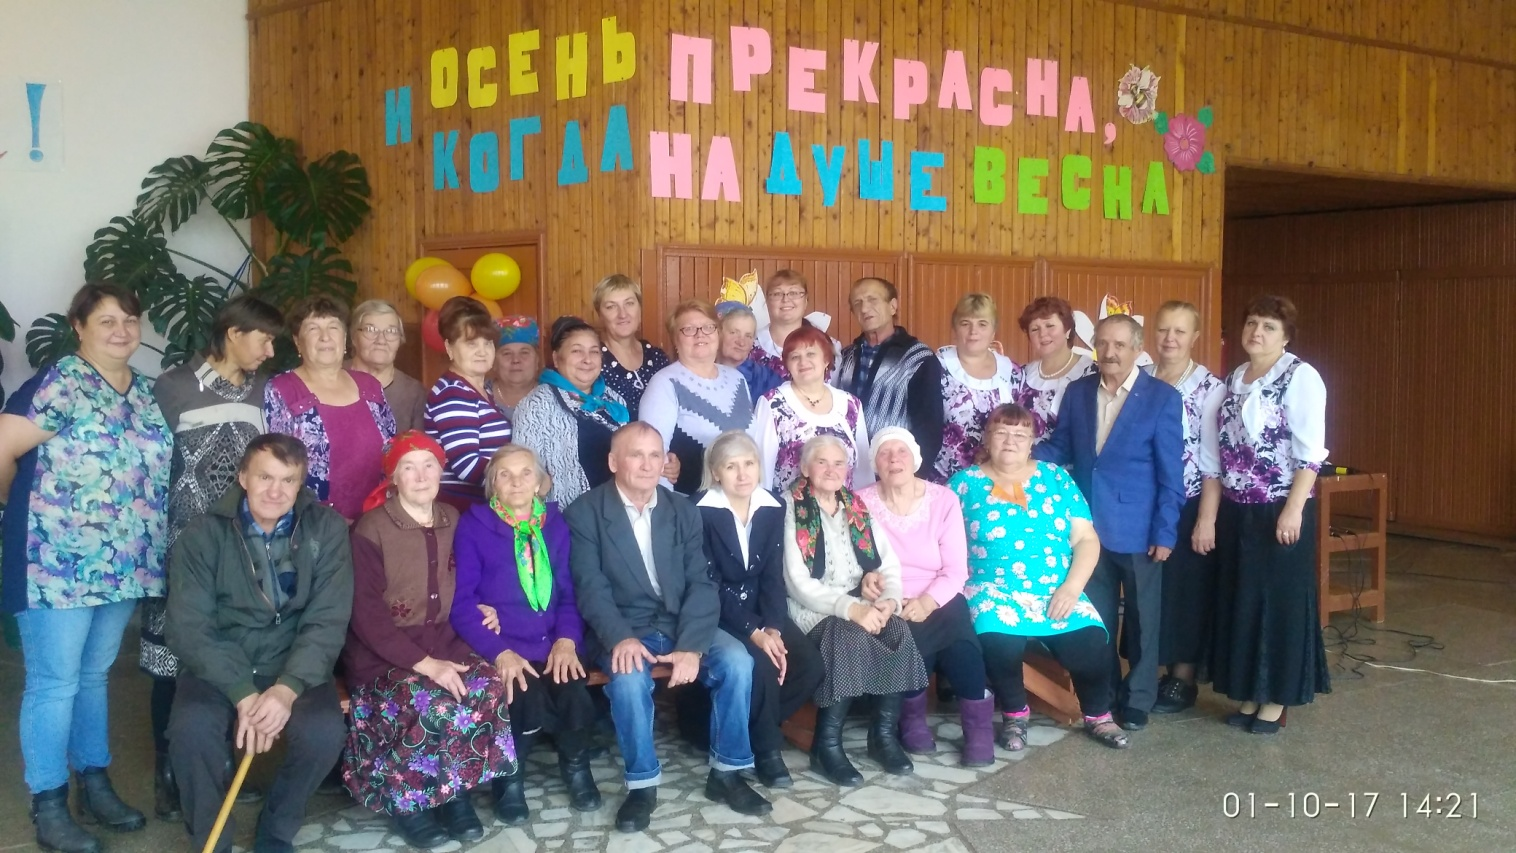 !
И ОСЕНЬ ПРЕКРАСНА,
КОГДА НА ДУШЕ ВЕСНА
01-10-17 14:21